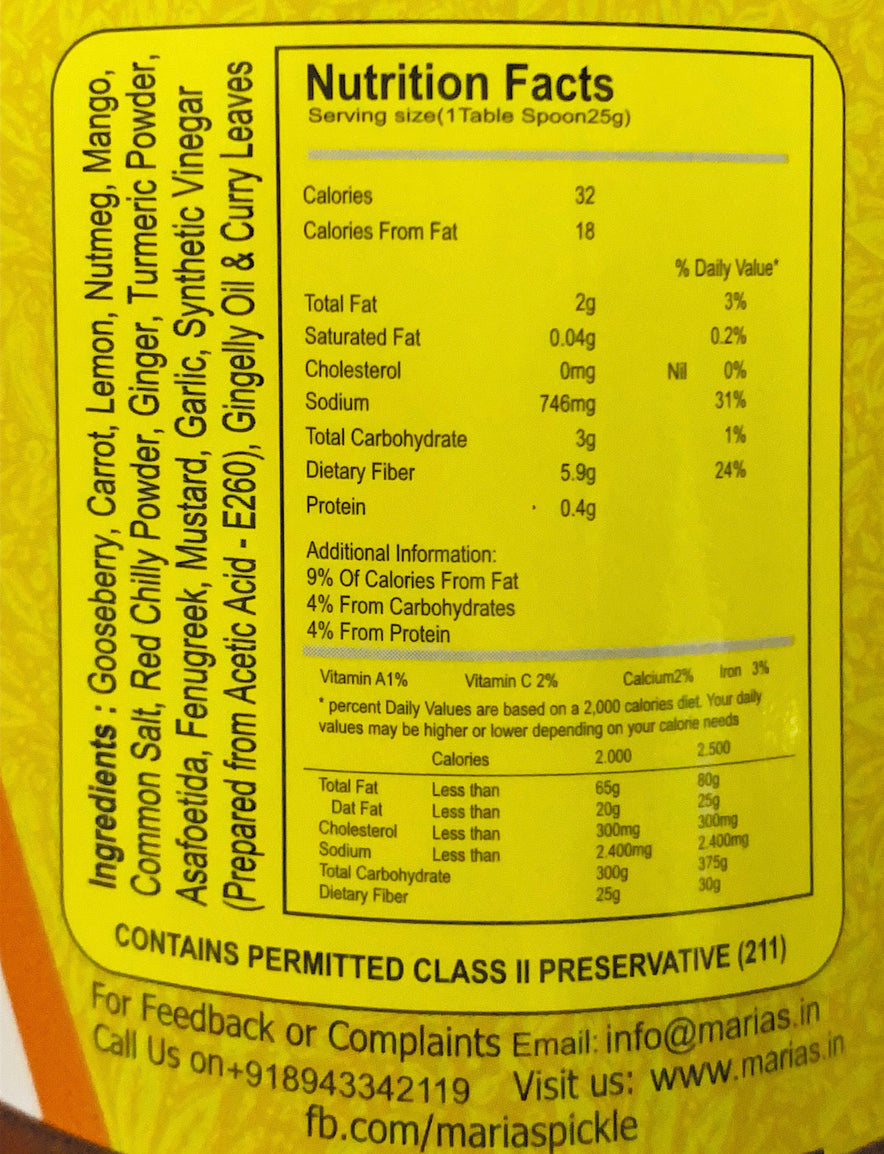 Ingredients : Gooseberry, Carrot, Lemon, Nutmeg, Mango,
Common Salt, Red Chilly Powder, Ginger, Turmeric Powder,
Asafoetida, Fenugreek, Mustard, Garlic, Synthetic Vinegar
(Prepared from Acetic Acid - E260), Gingelly Oil & Curry Leaves
Nutrition Facts
Serving size(1Table Spoon25g)
Calories 32
Calories From Fat 18
% Daily Value*
Total Fat 2g 3%
Saturated Fat 0.04g 0.2%
Cholesterol 0mg Nil 0%
Sodium 746mg 31%
Total Carbohydrate 3g 1%
Dietary Fiber 5.9g 24%
Protein 0.4g
Additional Information:
9% Of Calories From Fat
4% From Carbohydrates
4% From Protein
Vitamin A1% Vitamin C 2% Calcium2% Iron 3%
* percent Daily Values are based on a 2,000 calories diet. Your daily
values may be higher or lower depending on your calorie needs
Calories 2.000 2.500
Total Fat Less than 65g 80g
Dat Fat Less than 20g 25g
Cholesterol Less than 300mg 300mg
Sodium Less than 2.400mg 2.400mg
Total Carbohydrate 300g 375g
Dietary Fiber 25g 30g
CONTAINS PERMITTED CLASS II PRESERVATIVE (211)
For Feedback or Complaints Email: info@marias.in
Call Us on+918943342119 Visit us: www.marias.in
fb.com/mariaspickle